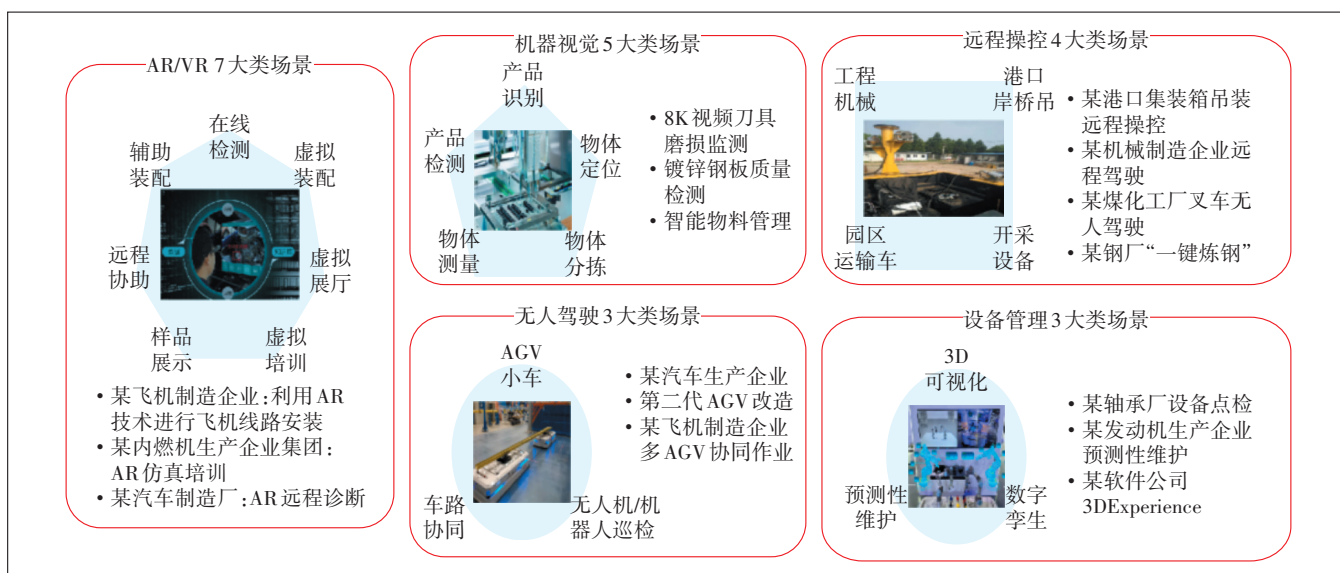 AR/VR 7大类场景
在线
检测
辅助
装配
虚拟
装配
远程
协助
虚拟
展厅
样品
展示
虚拟
培训
•某飞机制造企业:利用AR
技术进行飞机线路安装
•某内燃机生产企业集团:
AR仿真培训
•某汽车制造厂:AR远程诊断
机器视觉5大类场景
产品
识别
产品
检测
物体
定位
物体
测量
物体
分拣
•8K视频刀具
磨损监测
•镀锌钢板质量
检测
•智能物料管理
远程操控4大类场景
工程
机械
港口
岸桥吊
园区
运输车
开采
设备
•某港口集装箱吊装
远程操控
•某机械制造企业远
程驾驶
•某煤化工厂叉车无
人驾驶
•某钢厂“一键炼钢”
无人驾驶3大类场景
AGV
小车
车路
协同
无人机/机
器人巡检
•某汽车生产企业
•第二代AGV改造
•某飞机制造企业
多AGV协同作业
设备管理3大类场景
3D
可视化
预测性
维护
数字
孪生
•某轴承厂设备点检
•某发动机生产企业
预测性维护
•某软件公司
3DExperience